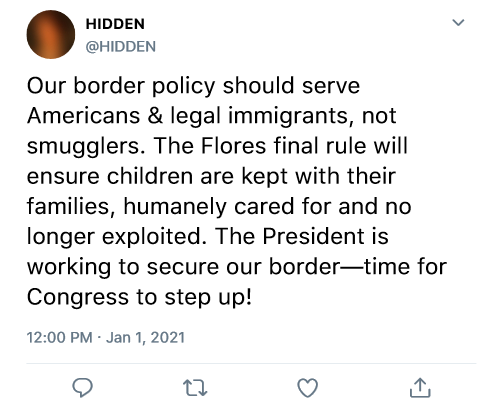 HIDDEN
@HIDDEN
Our border policy should serve
Americans & legal immigrants, not
smugglers. The Flores final rule will
ensure children are kept with their
families, humanely cared for and no
longer exploited. The President is
working to secure our border—time for
Congress to step up!
12:00 PM · Jan 1, 2021